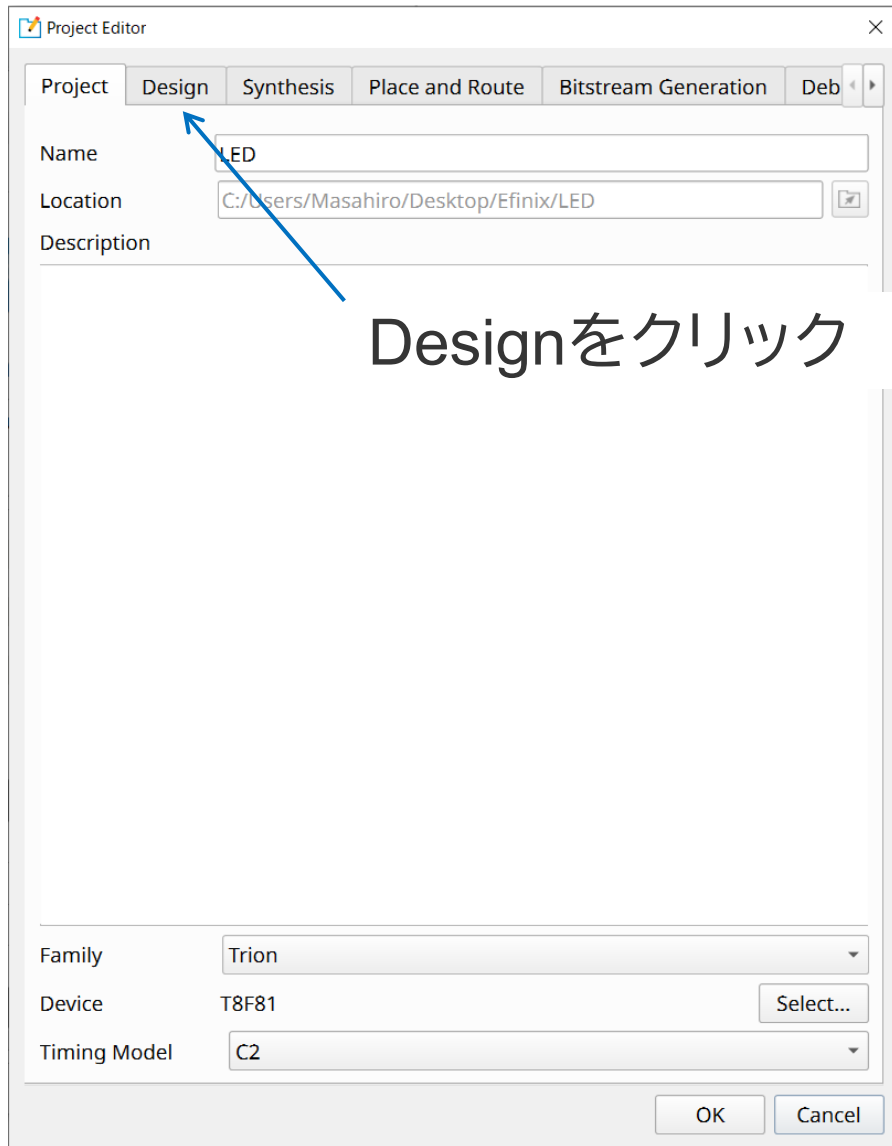 Project Editor
Project Design Synthesis Place and Route Bitstream Generation Deb
Name LED
Location C:/Users/Masahiro/Desktop/Efinix/LED
Description
Designをクリック
Family Trion
Device T8F81 Select...
Timing Model C2
OK Cancel